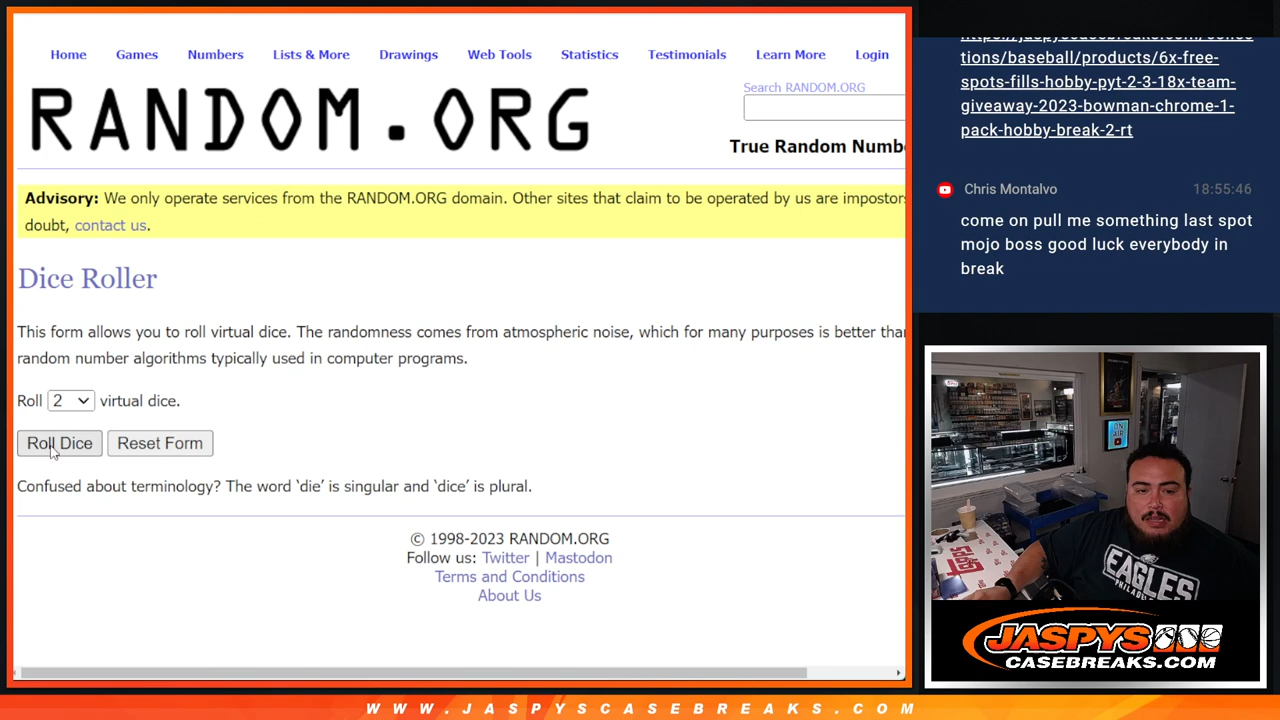 Home Games Numbers Lists & More Drawings Web Tools Statistics Testimonials Learn More Login
RANDOM.ORG
Search RANDOM.ORG
True Random Numb
Advisory: We only operate services from the RANDOM.ORG domain. Other sites that claim to be operated by us are impostors
doubt, contact us.
Dice Roller
This form allows you to roll virtual dice. The randomness comes from atmospheric noise, which for many purposes is better tha
random number algorithms typically used in computer programs.
Roll 2 virtual dice.
Roll Dice Reset Form
Confused about terminology? The word ‘die’ is singular and ‘dice’ is plural.
© 1998-2023 RANDOM.ORG
Follow us: Twitter | Mastodon
Terms and Conditions
About Us
tions/baseball/products/6x-free-
spots-fills-hobby-pyt-2-3-18x-team-
giveaway-2023-bowman-chrome-1-
pack-hobby-break-2-rt
Chris Montalvo 18:55:46
come on pull me something last spot
mojo boss good luck everybody in
break
ON
AIR
EAGLES
JASPYS
CASEBREAKS.COM
WWW.JASPYSCASEBREAKS.COM